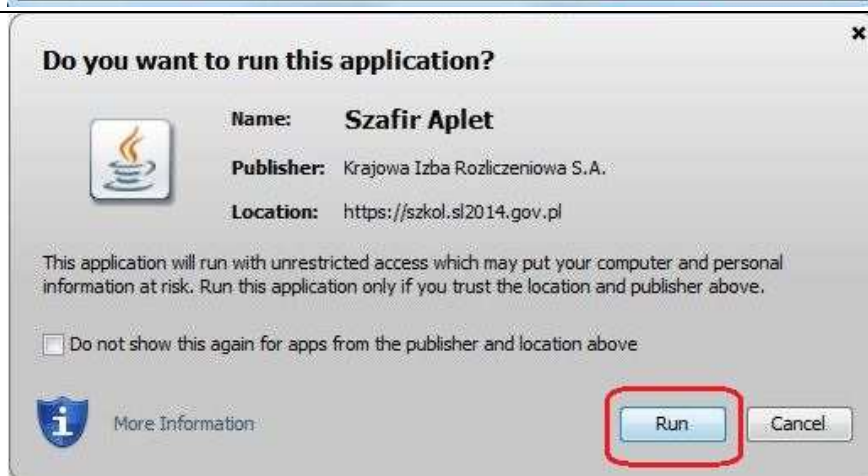 Do you want to run this application?
Name: Szafir Aplet
Publisher: Krajowa Izba Rozliczeniowa S.A.
Location: https://szkol.sl2014.gov.pl
This application will run with unrestricted access which may put your computer and personal
information at risk. Run this application only if you trust the location and publisher above.
Do not show this again for apps from the publisher and location above
More Information
Run
Cancel